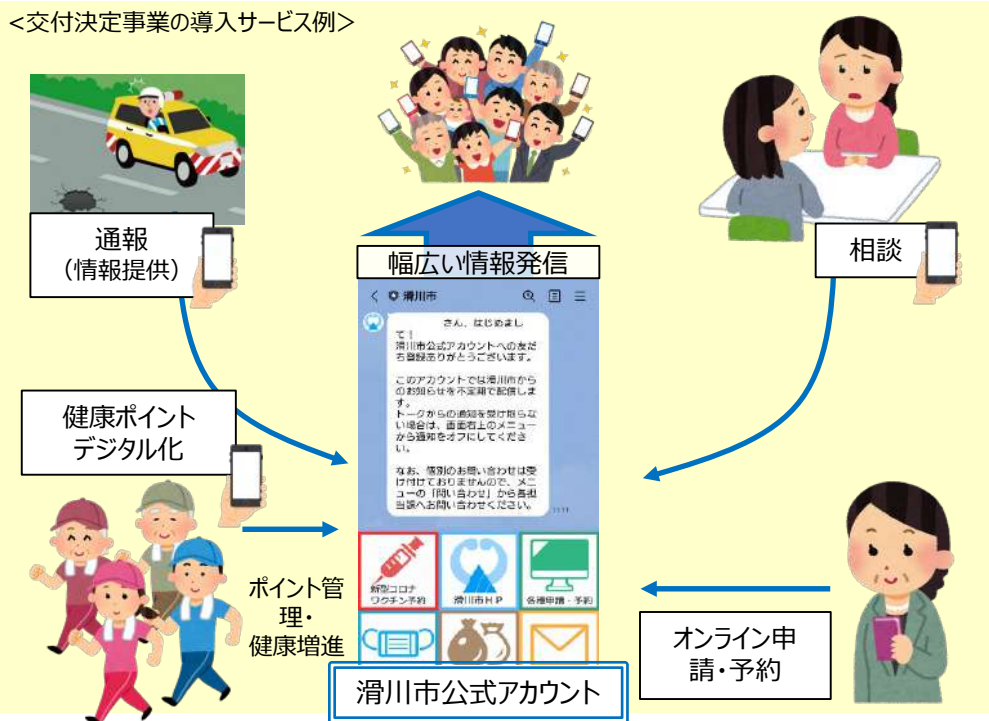 <交付決定事業の導入サービス例>
通報
（情報提供）
相談
幅広い情報発信
滑川市
さん、はじめまし
て！
滑川市公式アカウントへの友だ
ち登録ありがとうございます。
このアカウントでは滑川市から
のお知らせを不定期で配信しま
す。
トークからの通知を受け取らな
い場合は、画面右上のメニュー
から通知をオフにしてくださ
い。
なお、個別のお問い合わせは受
け付けておりませんので、メニ
ューの「問い合わせ」から各担
当課へお問い合わせください。
健康ポイント
デジタル化
ポイント管
理・
健康増進
新型コロナ
ワクチン予約
滑川市ＨＰ
各種申請・予約
オンライン申
請・予約
滑川市公式アカウント